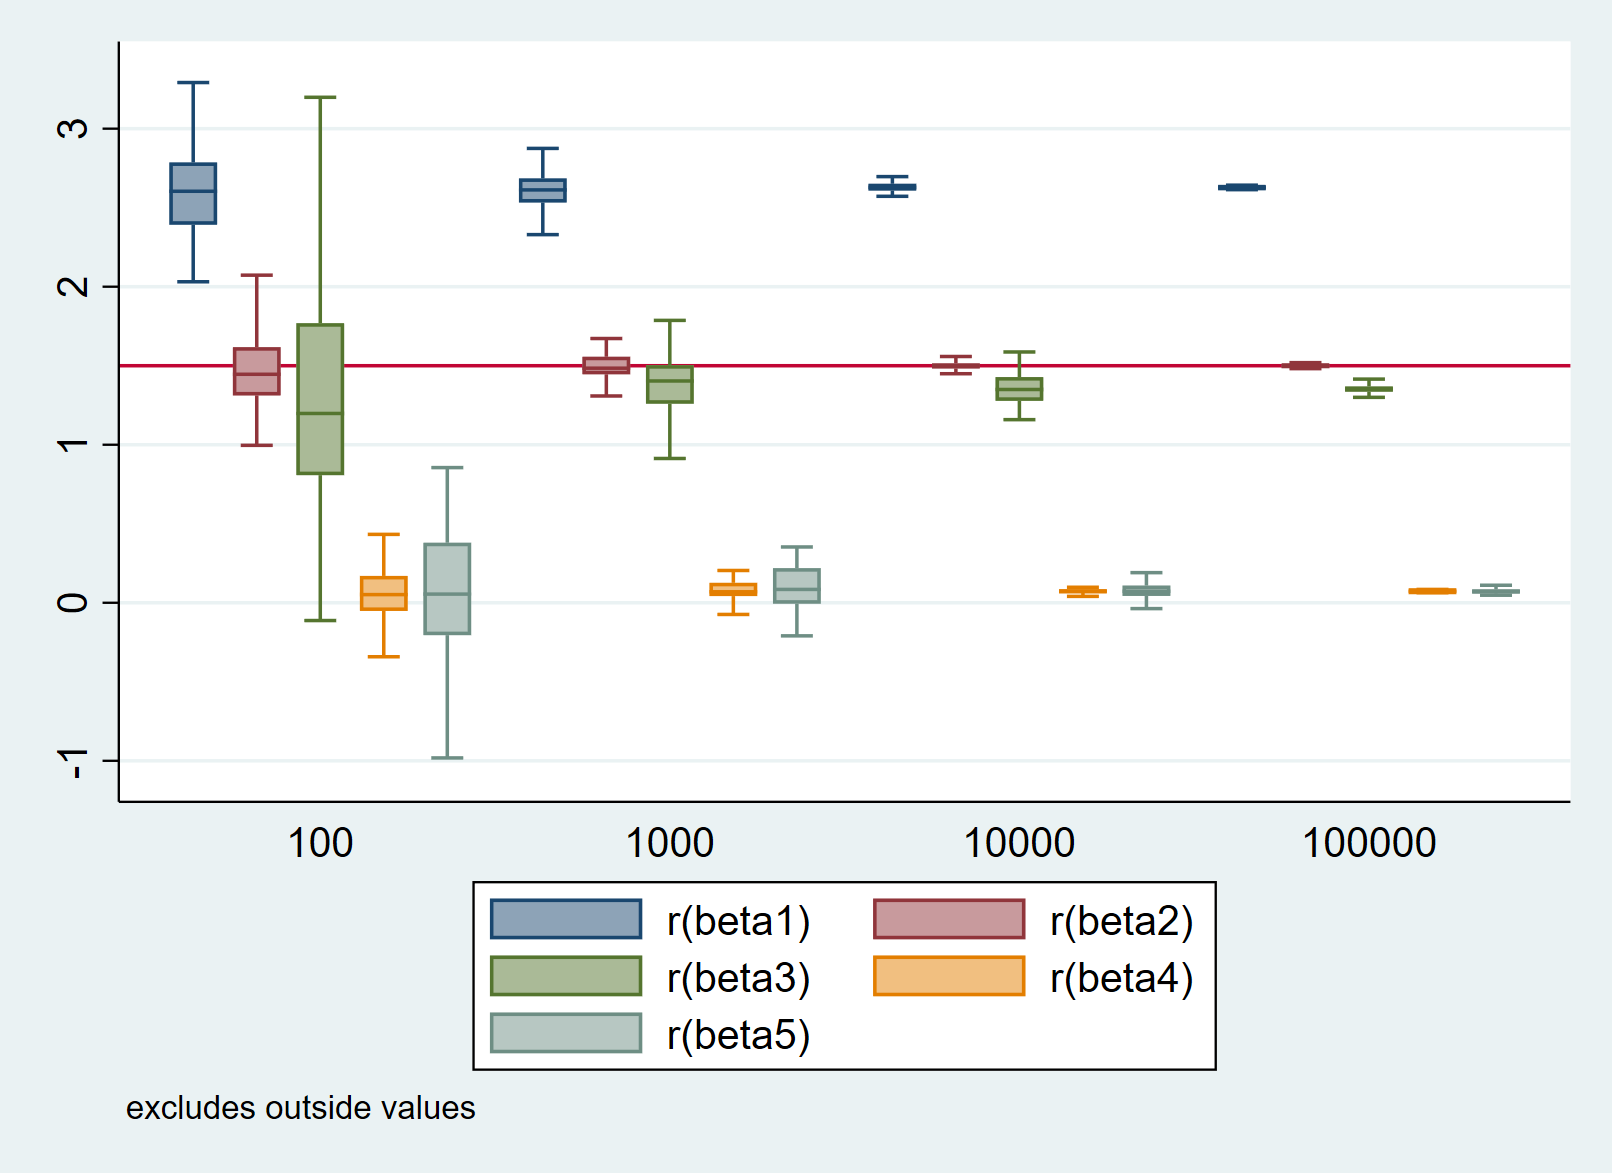 3
2
1
0
-1
100 1000 10000 100000
r(beta1) r(beta2)
r(beta3) r(beta4)
r(beta5)
excludes outside values